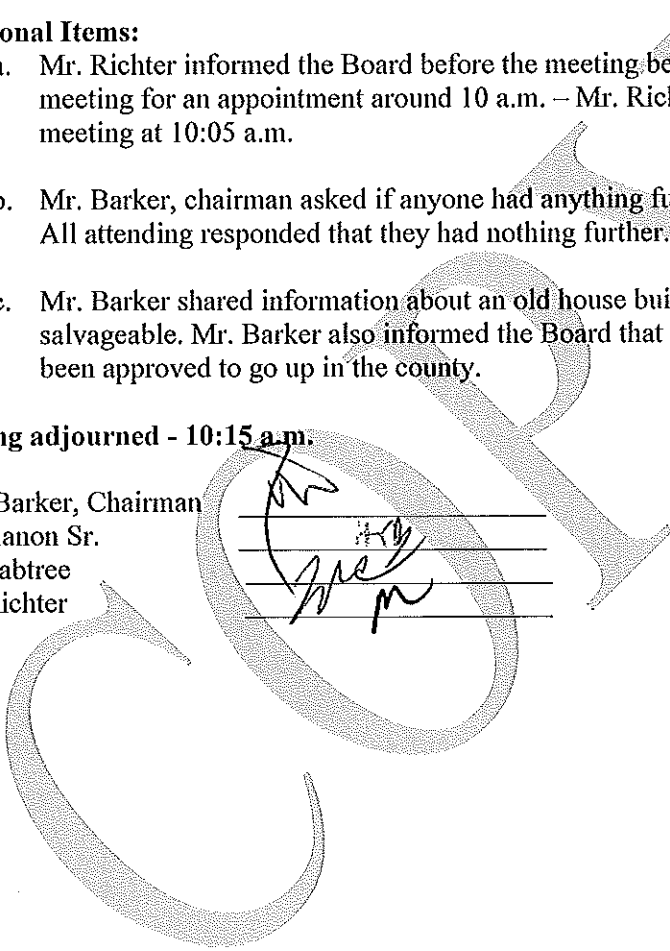 onal Items:
a. Mr. Richter informed the Board before the meeting be
meeting for an appointment around 10 a.m. – Mr. Ric
meeting at 10:05 a.m.
b. Mr. Barker, chairman asked if anyone had anything fu
All attending responded that they had nothing further.
c. Mr. Barker shared information about an old house bui
salvageable. Mr. Barker also informed the Board that
been approved to go up in the county.
ng adjourned - 10:15 a.m.
Barker, Chairman
anon Sr.
abtree
ichter
COPY